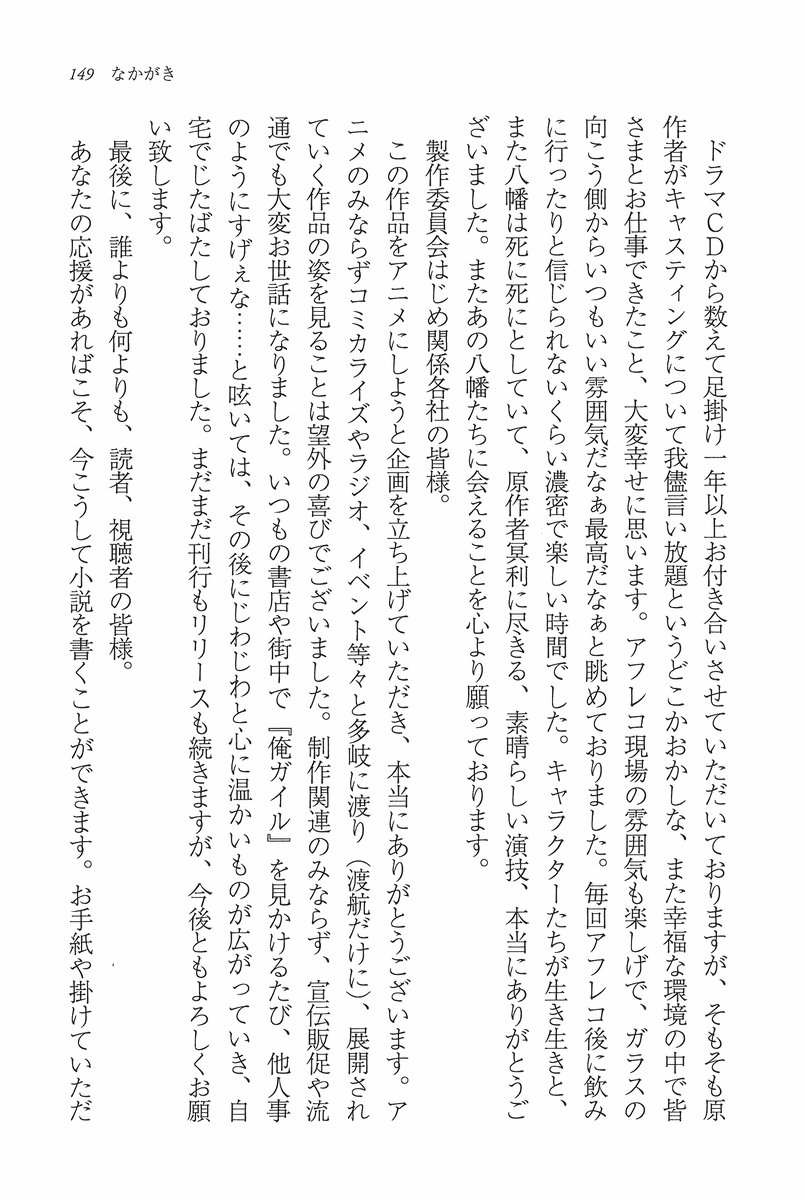 149 なかがき
　ドラマＣＤから数えて足掛け一年以上お付き合いさせていただいておりますが、そもそも原
作者がキャスティングについて我儘言い放題というどこかおかしな、また幸福な環境の中で皆
さまとお仕事できたこと、大変幸せに思います。アフレコ現場の雰囲気も楽しげで、ガラスの
向こう側からいつもいい雰囲気だなぁ最高だなぁと眺めておりました。毎回アフレコ後に飲み
に行ったりと信じられないくらい濃密で楽しい時間でした。キャラクターたちが生き生きと、
また八幡は死に死にとしていて、原作者冥利に尽きる、素晴らしい演技、本当にありがとうご
ざいました。またあの八幡たちに会えることを心より願っております。
　製作委員会はじめ関係各社の皆様。
　この作品をアニメにしようと企画を立ち上げていただき、本当にありがとうございます。ア
ニメのみならずコミカライズやラジオ、イベント等々と多岐に渡り（渡航だけに）、展開され
ていく作品の姿を見ることは望外の喜びでございました。制作関連のみならず、宣伝販促や流
通でも大変お世話になりました。いつもの書店や街中で『俺ガイル』を見かけるたび、他人事
のようにすげぇな……と呟いては、その後にじわじわと心に温かいものが広がっていき、自
宅でじたばたしておりました。まだまだ刊行もリリースも続きますが、今後ともよろしくお願
い致します。
　最後に、誰よりも何よりも、読者、視聴者の皆様。
　あなたの応援があればこそ、今こうして小説を書くことができます。お手紙や掛けていただ